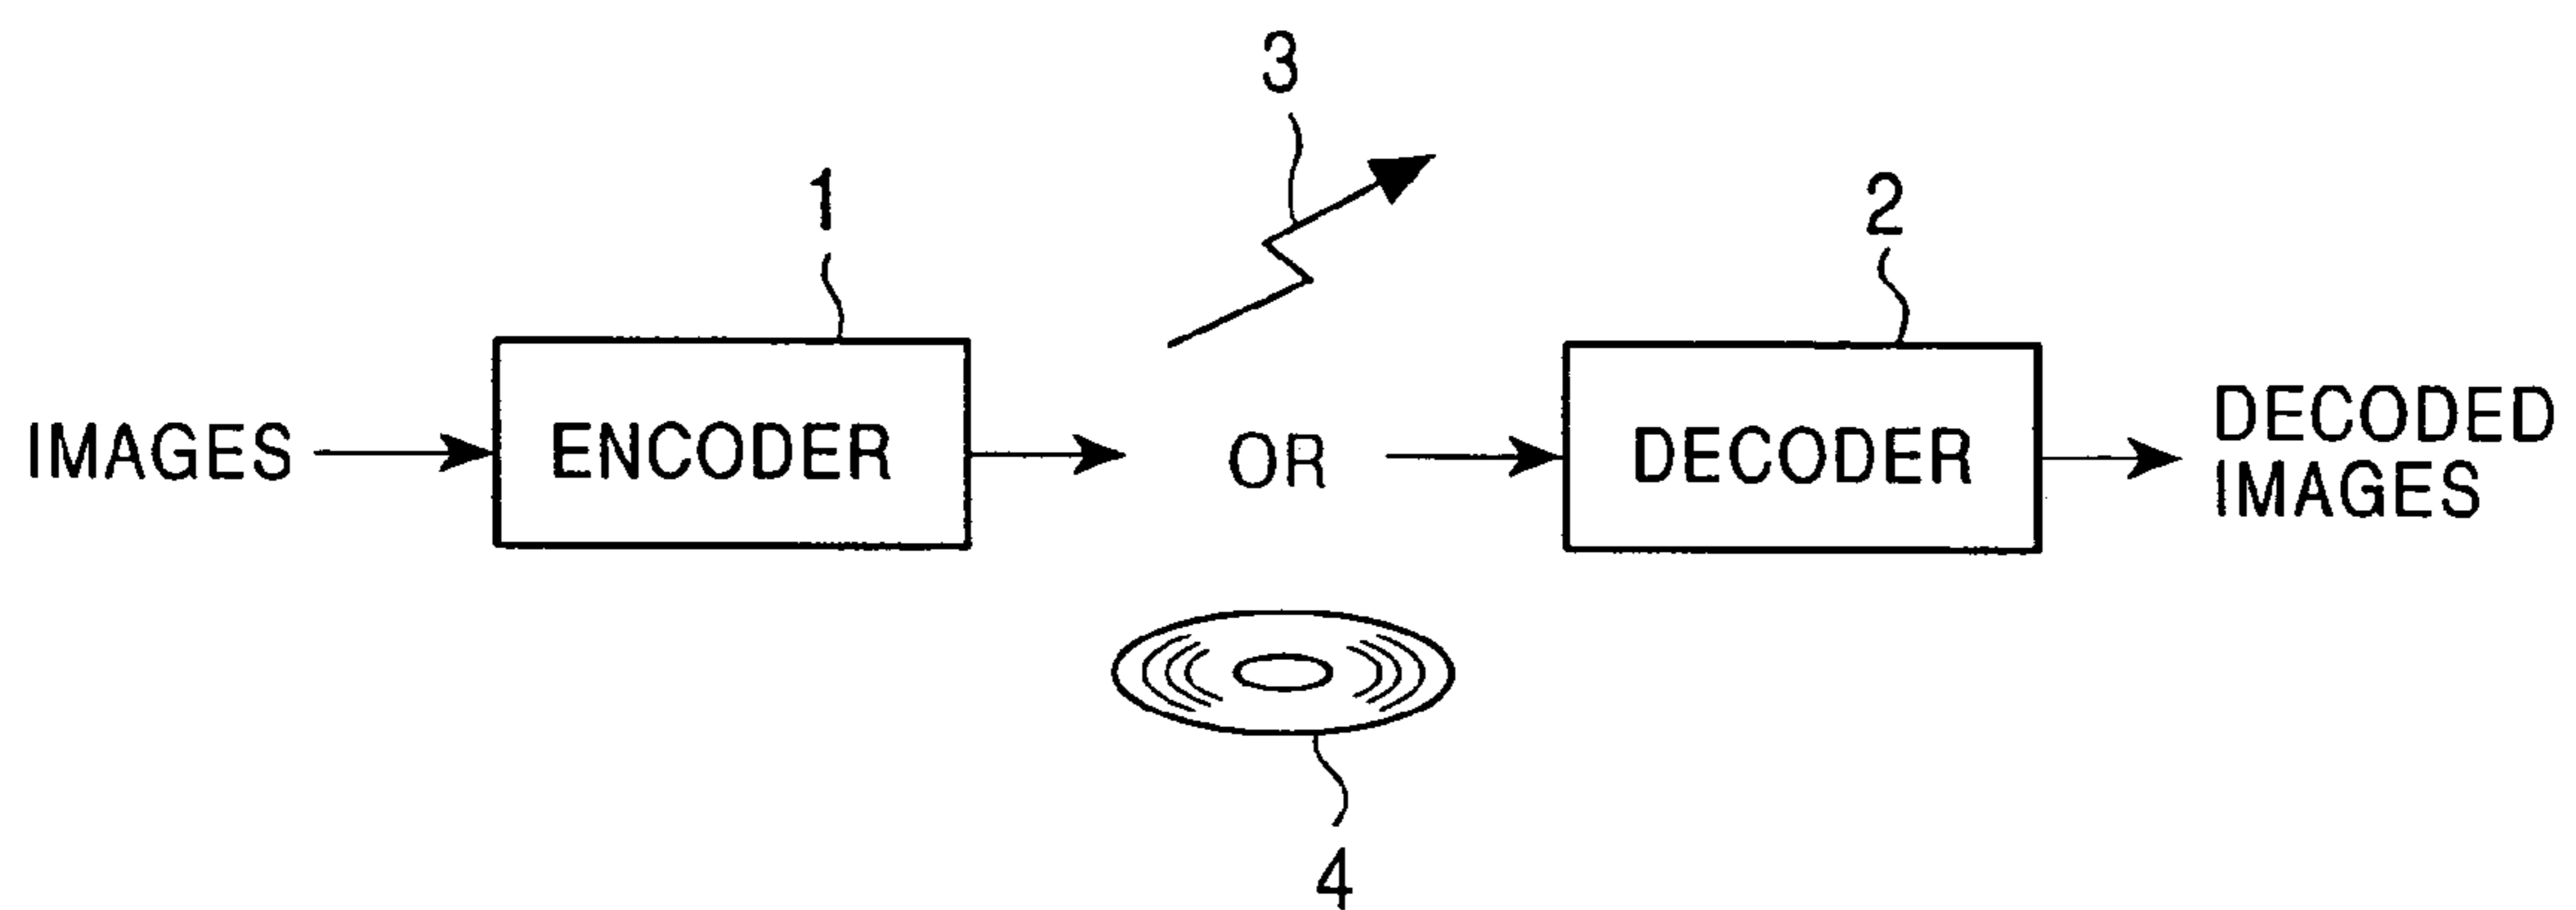 3
1
2
IMAGES
ENCODER
OR
DECODER
DECODED
IMAGES
4